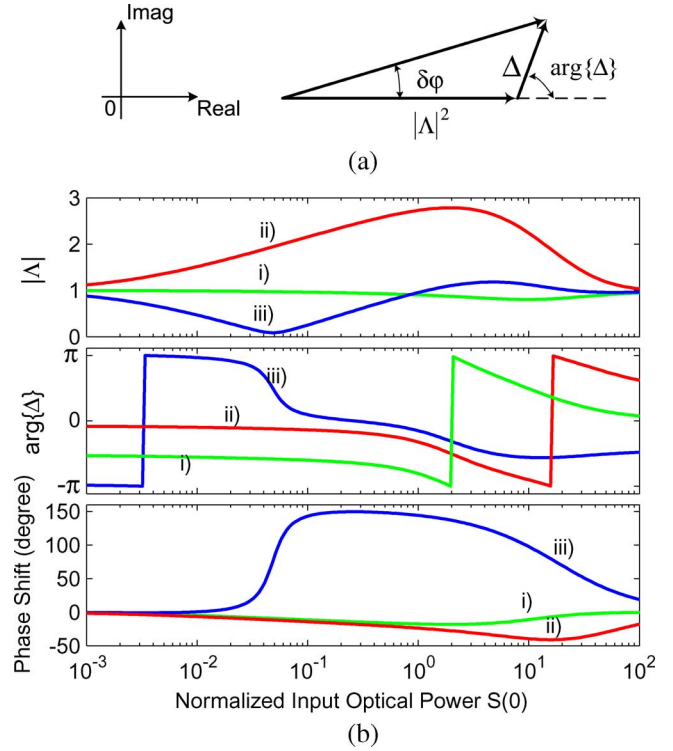 Imag
0
Real
δφ
Δ
arg{Δ}
|Λ|²
(a)
|Λ|
3
2
1
0
ii)
i)
iii)
arg{Δ}
π
0
-π
iii)
ii)
i)
Phase Shift (degree)
150
100
50
0
-50
iii)
i)
ii)
10⁻³
10⁻²
10⁻¹
10⁰
10¹
10²
Normalized Input Optical Power S(0)
(b)